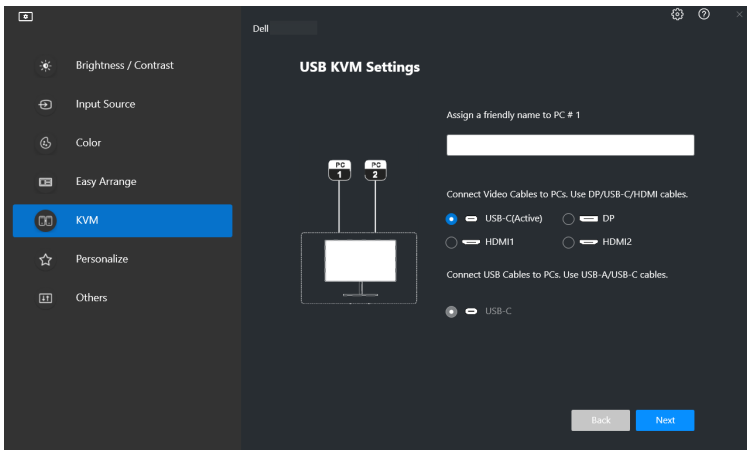 Dell
Brightness / Contrast
Input Source
Color
Easy Arrange
KVM
Personalize
Others
USB KVM Settings
PC 1
PC 2
Assign a friendly name to PC # 1
Connect Video Cables to PCs. Use DP/USB-C/HDMI cables.
USB-C(Active) DP
HDMI1 HDMI2
Connect USB Cables to PCs. Use USB-A/USB-C cables.
USB-C
Back Next